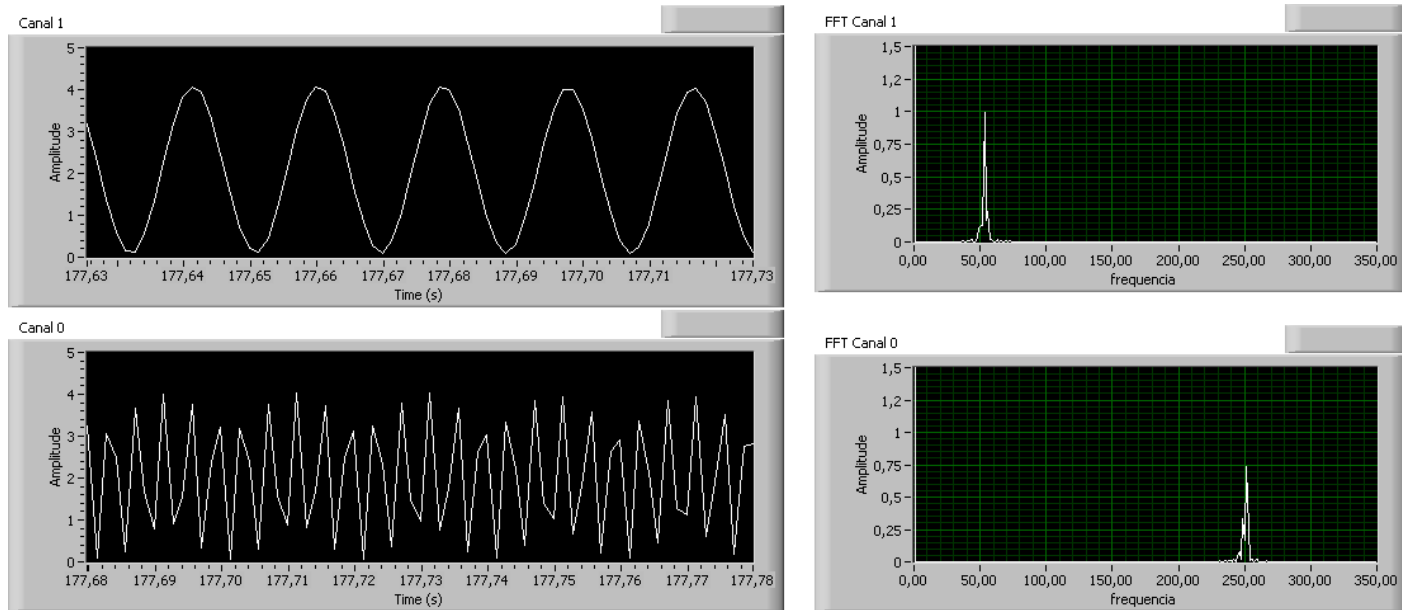 Canal 1
5
4
3
2
1
0
Amplitude
177,63 177,64 177,65 177,66 177,67 177,68 177,69 177,70 177,71 177,73
Time (s)
FFT Canal 1
1,5
1,2
1
0,75
0,5
0,25
0
Amplitude
0,00 50,00 100,00 150,00 200,00 250,00 300,00 350,00
frequencia
Canal 0
5
4
3
2
1
0
Amplitude
177,68 177,69 177,70 177,71 177,72 177,73 177,74 177,75 177,76 177,77 177,78
Time (s)
FFT Canal 0
1,5
1,2
1
0,75
0,5
0,25
0
Amplitude
0,00 50,00 100,00 150,00 200,00 250,00 300,00 350,00
frequencia